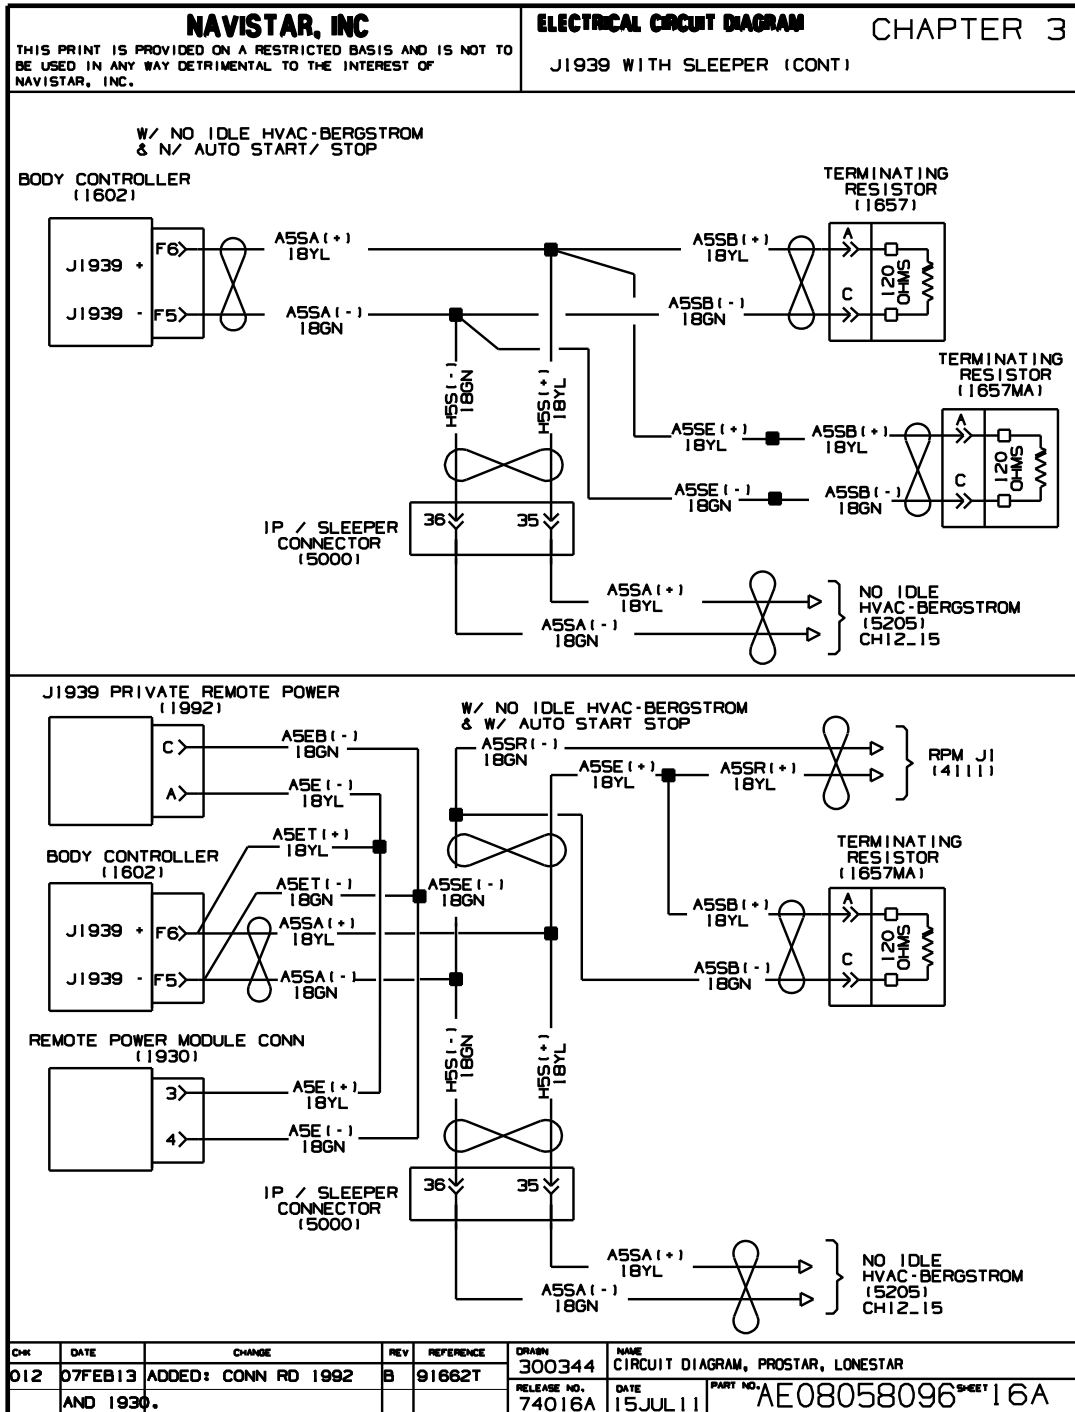 NAVISTAR, INC
THIS PRINT IS PROVIDED ON A RESTRICTED BASIS AND IS NOT TO
BE USED IN ANY WAY DETRIMENTAL TO THE INTEREST OF
NAVISTAR, INC.
ELECTRICAL CIRCUIT DIAGRAM
CHAPTER 3
J1939 WITH SLEEPER (CONT)
W/ NO IDLE HVAC-BERGSTROM
& N/ AUTO START/ STOP
BODY CONTROLLER
(1602)
J1939 +
F6
J1939 -
F5
A5SA(+)
18YL
A5SA(-)
18GN
A5SB(+)
18YL
A5SB(-)
18GN
TERMINATING
RESISTOR
(1657)
A
C
120
OHMS
H5S(-)
18GN
H5S(+)
18YL
TERMINATING
RESISTOR
(1657MA)
A5SE(+)
18YL
A5SB(+)
18YL
A5SE(-)
18GN
A5SB(-)
18GN
A
C
120
OHMS
IP / SLEEPER
CONNECTOR
(5000)
36
35
A5SA(+)
18YL
A5SA(-)
18GN
NO IDLE
HVAC-BERGSTROM
(5205)
CH12_15
J1939 PRIVATE REMOTE POWER
(1992)
C
A
A5EB(-)
18GN
A5E(-)
18YL
W/ NO IDLE HVAC-BERGSTROM
& W/ AUTO START STOP
A5SR(-)
18GN
A5SE(+)
18YL
A5SR(+)
18YL
RPM J1
(4111)
A5ET(+)
18YL
BODY CONTROLLER
(1602)
A5ET(-)
18GN
A5SE(-)
18GN
J1939 +
F6
A5SA(+)
18YL
J1939 -
F5
A5SA(-)
18GN
TERMINATING
RESISTOR
(1657MA)
A5SB(+)
18YL
A5SB(-)
18GN
A
C
120
OHMS
REMOTE POWER MODULE CONN
(1930)
3
4
A5E(+)
18YL
A5E(-)
18GN
H5S(-)
18GN
H5S(+)
18YL
IP / SLEEPER
CONNECTOR
(5000)
36
35
A5SA(+)
18YL
A5SA(-)
18GN
NO IDLE
HVAC-BERGSTROM
(5205)
CH12_15
CHK DATE CHANGE REV REFERENCE
012 07FEB13 ADDED: CONN RD 1992 B 91662T
AND 1930.
DRAWN
300344
NAME
CIRCUIT DIAGRAM, PROSTAR, LONESTAR
RELEASE NO.
74016A
DATE
15JUL11
PART NO. AE08058096 SHEET 16A